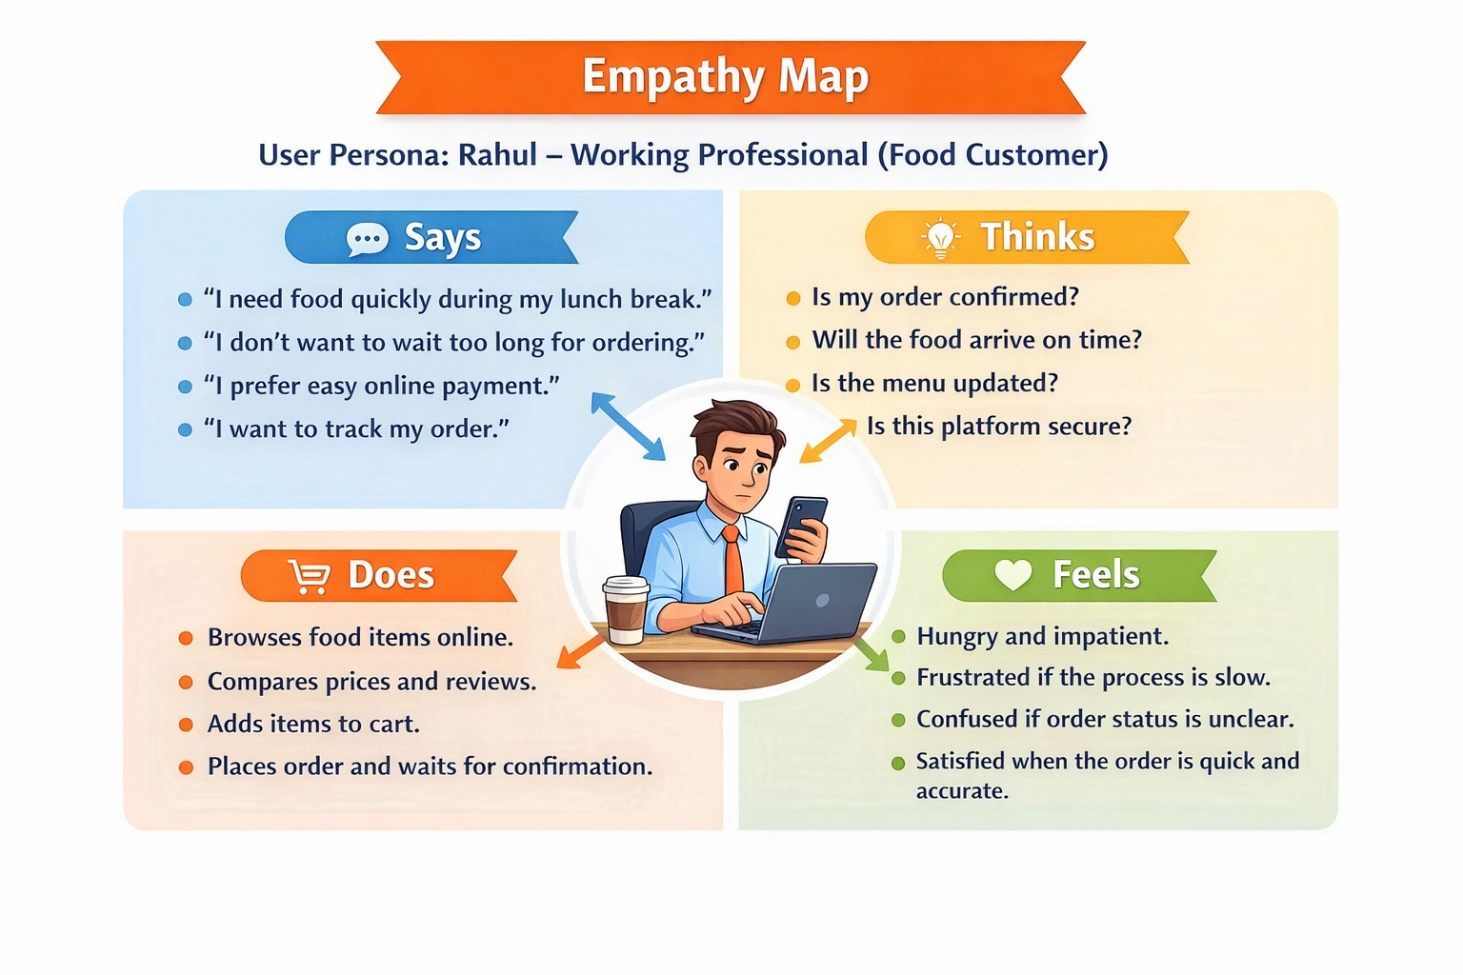 Empathy Map
User Persona: Rahul – Working Professional (Food Customer)
Says
“I need food quickly during my lunch break.”
“I don’t want to wait too long for ordering.”
“I prefer easy online payment.”
“I want to track my order.”
Thinks
Is my order confirmed?
Will the food arrive on time?
Is the menu updated?
Is this platform secure?
Does
Browses food items online.
Compares prices and reviews.
Adds items to cart.
Places order and waits for confirmation.
Feels
Hungry and impatient.
Frustrated if the process is slow.
Confused if order status is unclear.
Satisfied when the order is quick and
accurate.